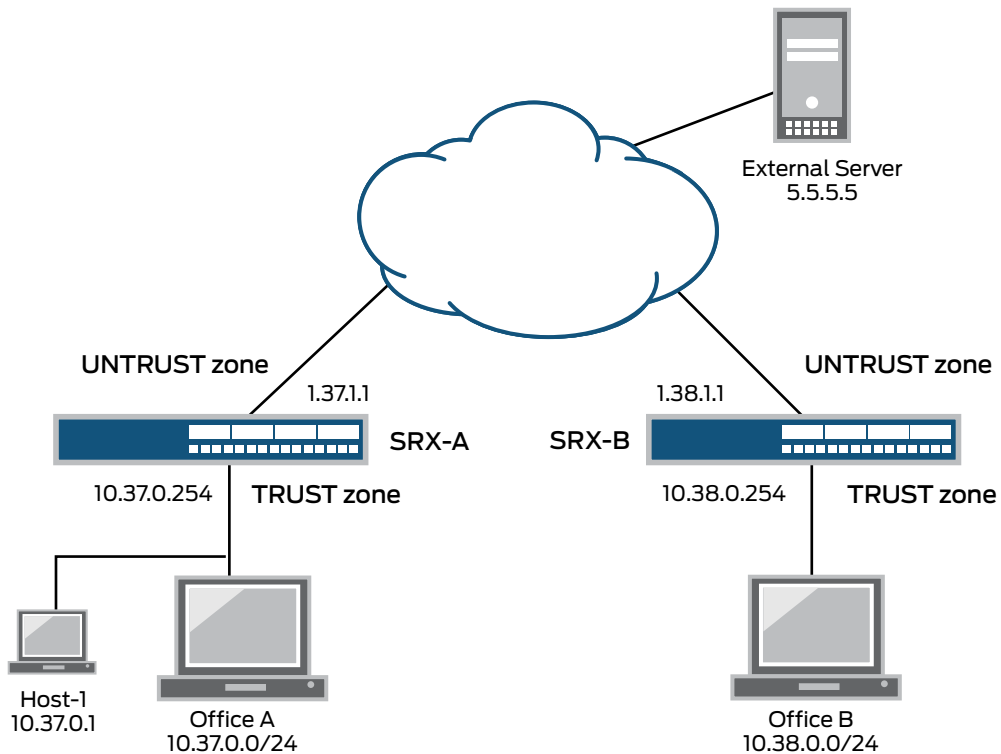 External Server
5.5.5.5
UNTRUST zone
UNTRUST zone
1.37.1.1
1.38.1.1
SRX-A
SRX-B
10.37.0.254
TRUST zone
10.38.0.254
TRUST zone
Host-1
10.37.0.1
Office A
10.37.0.0/24
Office B
10.38.0.0/24